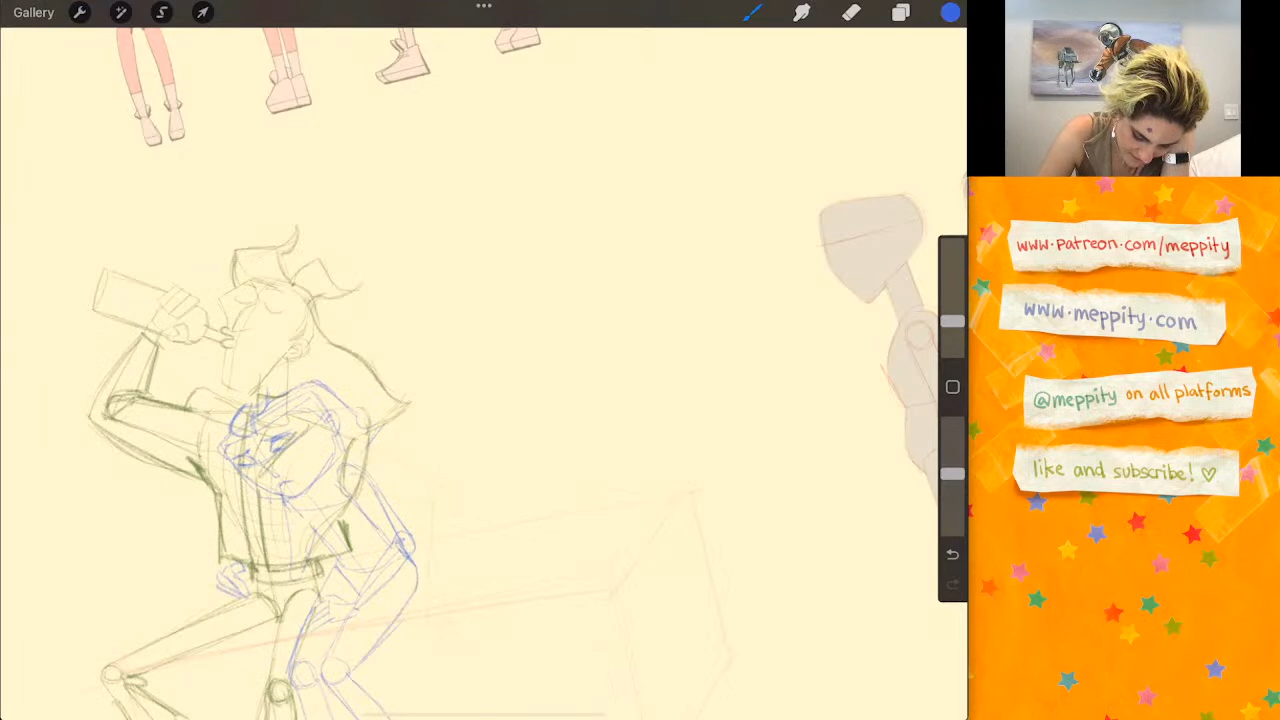 Gallery
www.patreon.com/meppity
www.meppity.com
@meppity on all platforms
like and subscribe! ♡